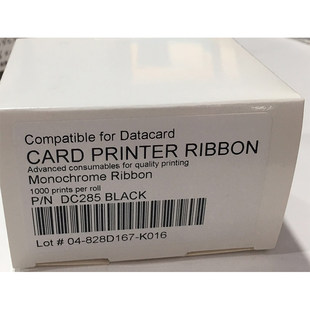 Compatible for Datacard
CARD PRINTER RIBBON
Advanced consumables for quality printing
Monochrome Ribbon
1000 prints per roll
P/N DC285 BLACK
Lot # 04-828D167-K016